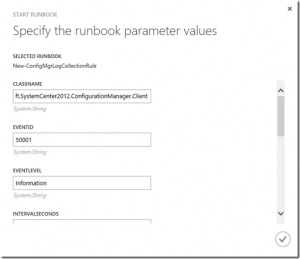 START RUNBOOK
Specify the runbook parameter values
SELECTED RUNBOOK
New-ConfigMgrLogCollectionRule
CLASSNAME
ft.SystemCenter2012.ConfigurationManager.Client
System.String
EVENTID
50001
System.String
EVENTLEVEL
Information
System.String
INTERVALSECONDS